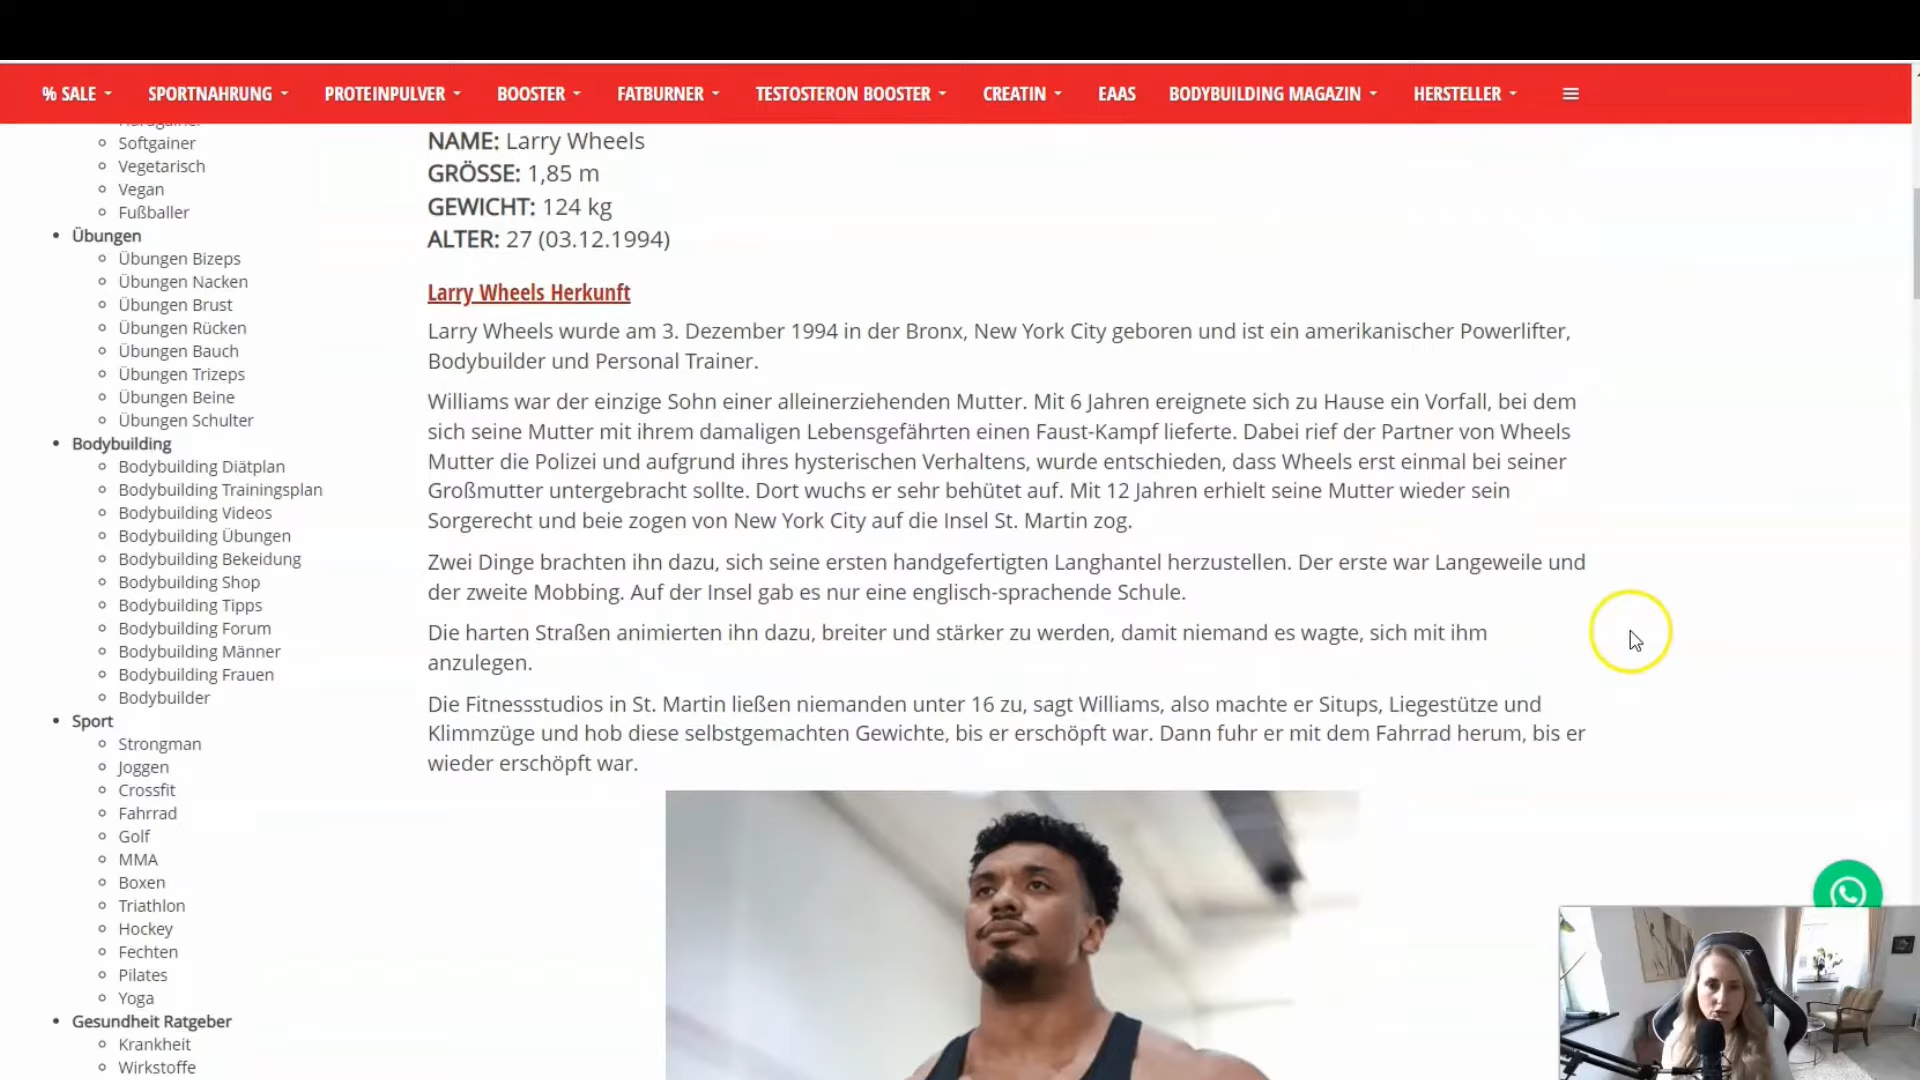 % SALE SPORTNAHRUNG PROTEINPULVER BOOSTER FATBURNER TESTOSTERON BOOSTER CREATIN EAAS BODYBUILDING MAGAZIN HERSTELLER
Softgainer
Vegetarisch
Vegan
Fußballer
Übungen
Übungen Bizeps
Übungen Nacken
Übungen Brust
Übungen Rücken
Übungen Bauch
Übungen Trizeps
Übungen Beine
Übungen Schulter
Bodybuilding
Bodybuilding Diätplan
Bodybuilding Trainingsplan
Bodybuilding Videos
Bodybuilding Übungen
Bodybuilding Bekeidung
Bodybuilding Shop
Bodybuilding Tipps
Bodybuilding Forum
Bodybuilding Männer
Bodybuilding Frauen
Bodybuilder
Sport
Strongman
Joggen
Crossfit
Fahrrad
Golf
MMA
Boxen
Triathlon
Hockey
Fechten
Pilates
Yoga
Gesundheit Ratgeber
Krankheit
Wirkstoffe
NAME: Larry Wheels
GRÖSSE: 1,85 m
GEWICHT: 124 kg
ALTER: 27 (03.12.1994)
Larry Wheels Herkunft
Larry Wheels wurde am 3. Dezember 1994 in der Bronx, New York City geboren und ist ein amerikanischer Powerlifter,
Bodybuilder und Personal Trainer.
Williams war der einzige Sohn einer alleinerziehenden Mutter. Mit 6 Jahren ereignete sich zu Hause ein Vorfall, bei dem
sich seine Mutter mit ihrem damaligen Lebensgefährten einen Faust-Kampf lieferte. Dabei rief der Partner von Wheels
Mutter die Polizei und aufgrund ihres hysterischen Verhaltens, wurde entschieden, dass Wheels erst einmal bei seiner
Großmutter untergebracht sollte. Dort wuchs er sehr behütet auf. Mit 12 Jahren erhielt seine Mutter wieder sein
Sorgerecht und beie zogen von New York City auf die Insel St. Martin zog.
Zwei Dinge brachten ihn dazu, sich seine ersten handgefertigten Langhantel herzustellen. Der erste war Langeweile und
der zweite Mobbing. Auf der Insel gab es nur eine englisch-sprachende Schule.
Die harten Straßen animierten ihn dazu, breiter und stärker zu werden, damit niemand es wagte, sich mit ihm
anzulegen.
Die Fitnessstudios in St. Martin ließen niemanden unter 16 zu, sagt Williams, also machte er Situps, Liegestütze und
Klimmzüge und hob diese selbstgemachten Gewichte, bis er erschöpft war. Dann fuhr er mit dem Fahrrad herum, bis er
wieder erschöpft war.